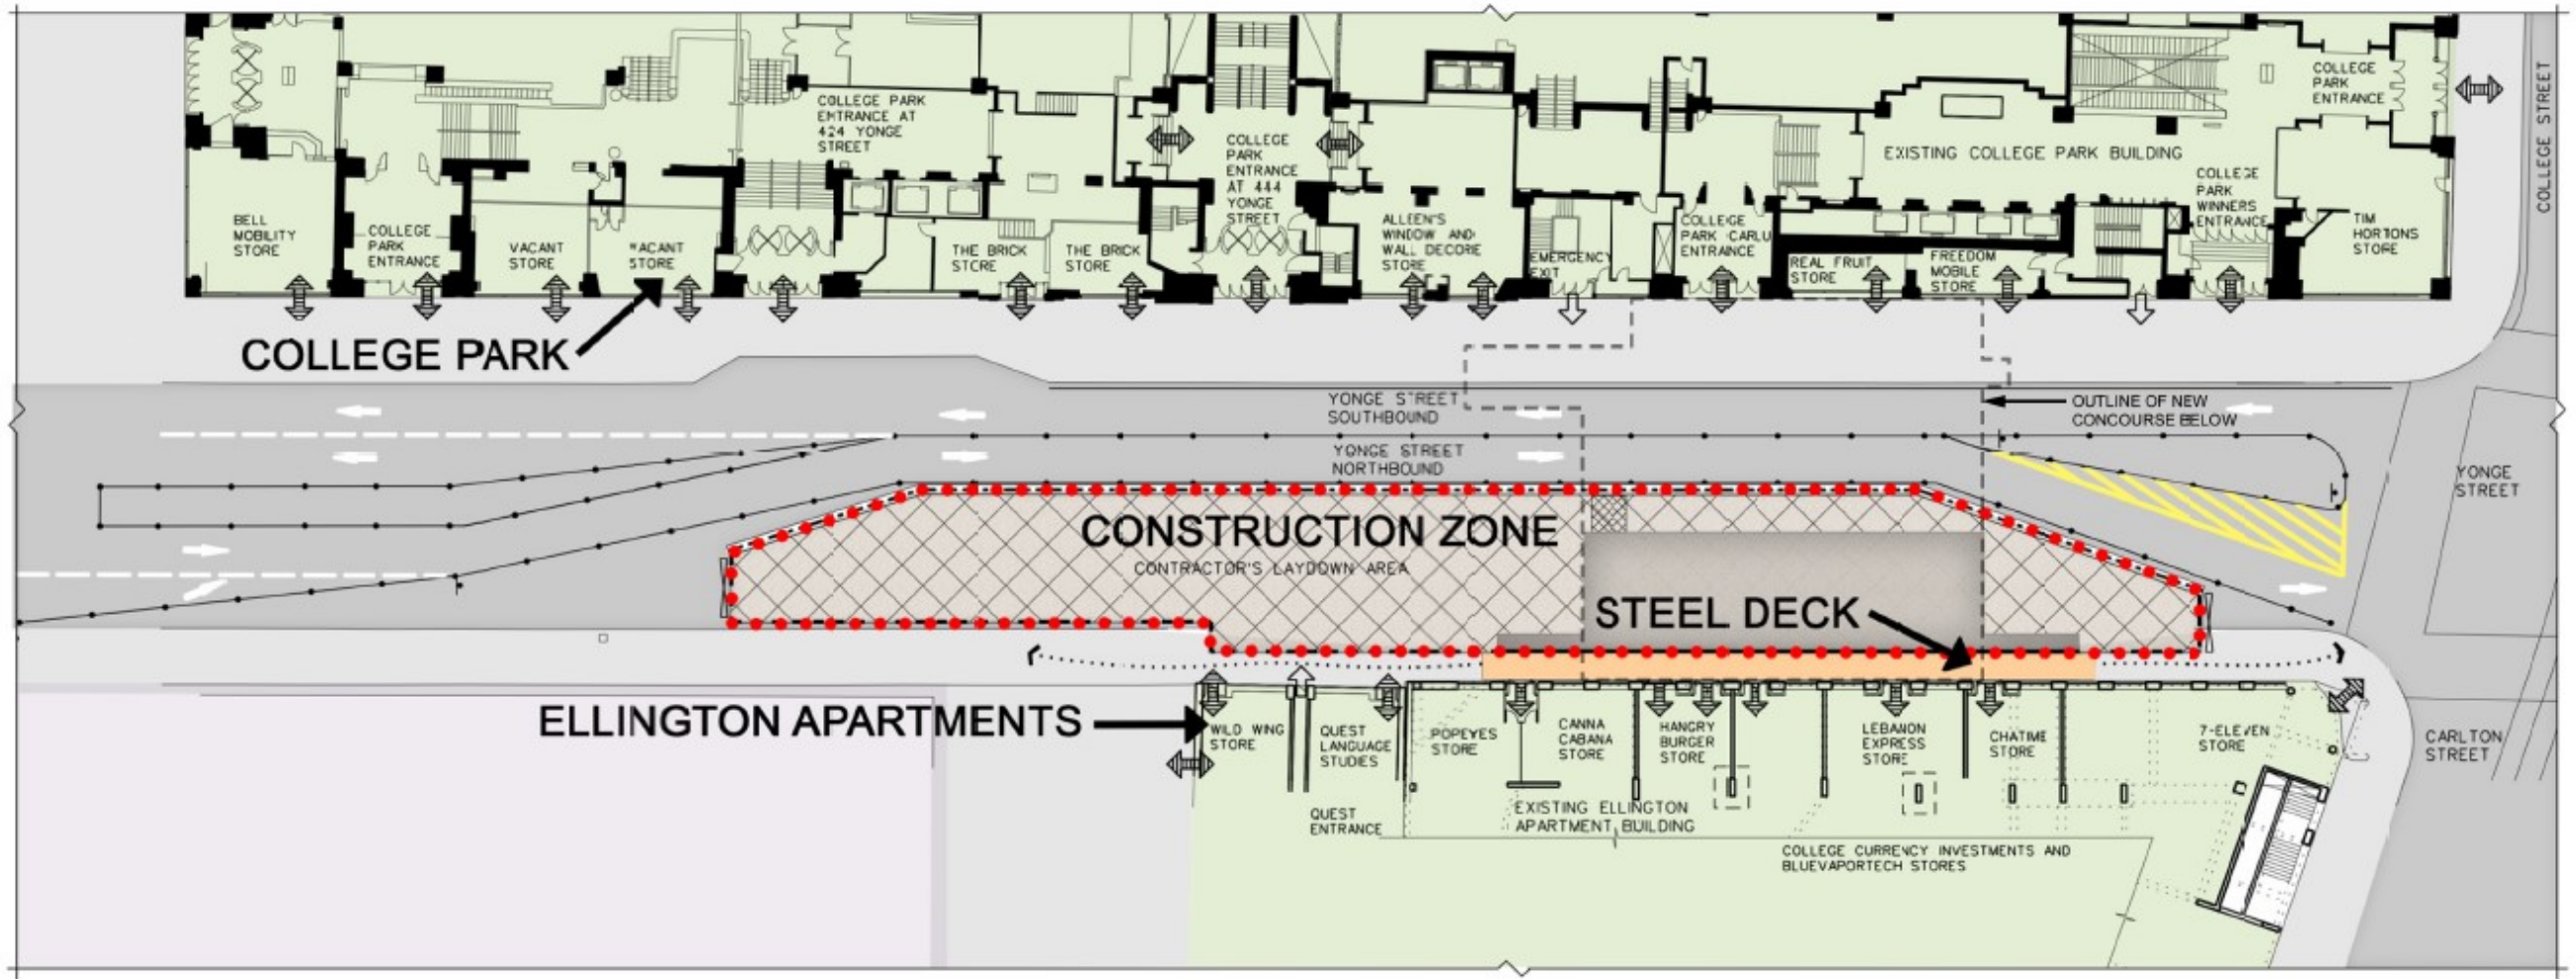 COLLEGE
PARK
ENTRANCE
COLLEGE STREET
COLLEGE PARK
EMTRANCE AT
424 YONGE
STREET
COLLEGE
PARK
ENTRANCE
AT 444
YONGE
STREET
EXISTING COLLEGE PARK BUILDING
COLLEGE
PARK
WINNERS
ENTRANCE
BELL
MOBILITY
STORE
COLLEGE
PARK
ENTRANCE
VACANT
STORE
VACANT
STORE
THE BRICK
STORE
THE BRICK
STORE
ALLEEN'S
WINDOW AND
WALL DECORE
STORE
EMERGENCY
EXIT
COLLEGE
PARK CARLU
ENTRANCE
REAL FRUIT
STORE
FREEDOM
MOBILE
STORE
TIM
HORTIONS
STORE
COLLEGE PARK
YONGE STREET
SOUTHBOUND
OUTLINE OF NEW
CONCOURSE BELOW
YONGE STREET
NORTHBOUND
YONGE
STREET
CONSTRUCTION ZONE
CONTRACTOR'S LAYDOWN AREA
STEEL DECK
ELLINGTON APARTMENTS
WILD WING
STORE
QUEST
LANGUAGE
STUDIES
POPEYES
STORE
CANNA
CABANA
STORE
HANGRY
BURGER
STORE
LEBANON
EXPRESS
STORE
CHATIME
STORE
7-ELEVEN
STORE
CARLTON
STREET
QUEST
ENTRANCE
EXISTING ELLINGTON
APARTMENT BUILDING
COLLEGE CURRENCY INVESTMENTS AND
BLUEVAPORTECH STORES